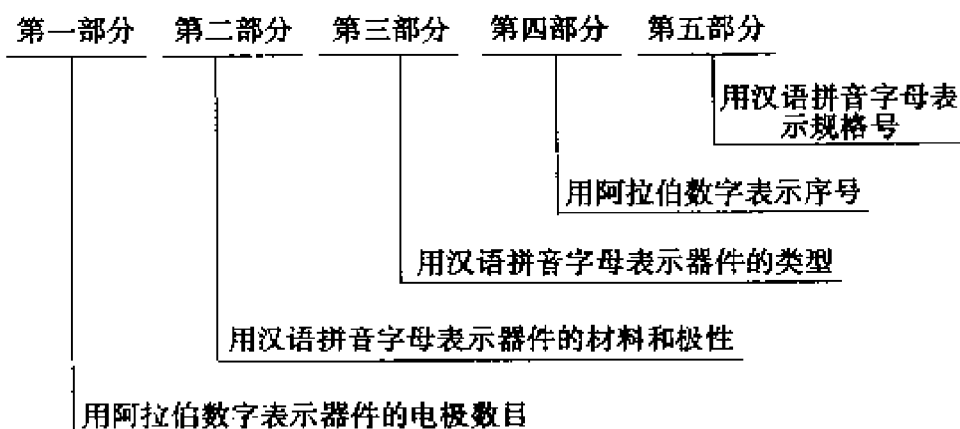 第一部分 第二部分 第三部分 第四部分 第五部分
用汉语拼音字母表
示规格号
用阿拉伯数字表示序号
用汉语拼音字母表示器件的类型
用汉语拼音字母表示器件的材料和极性
用阿拉伯数字表示器件的电极数目